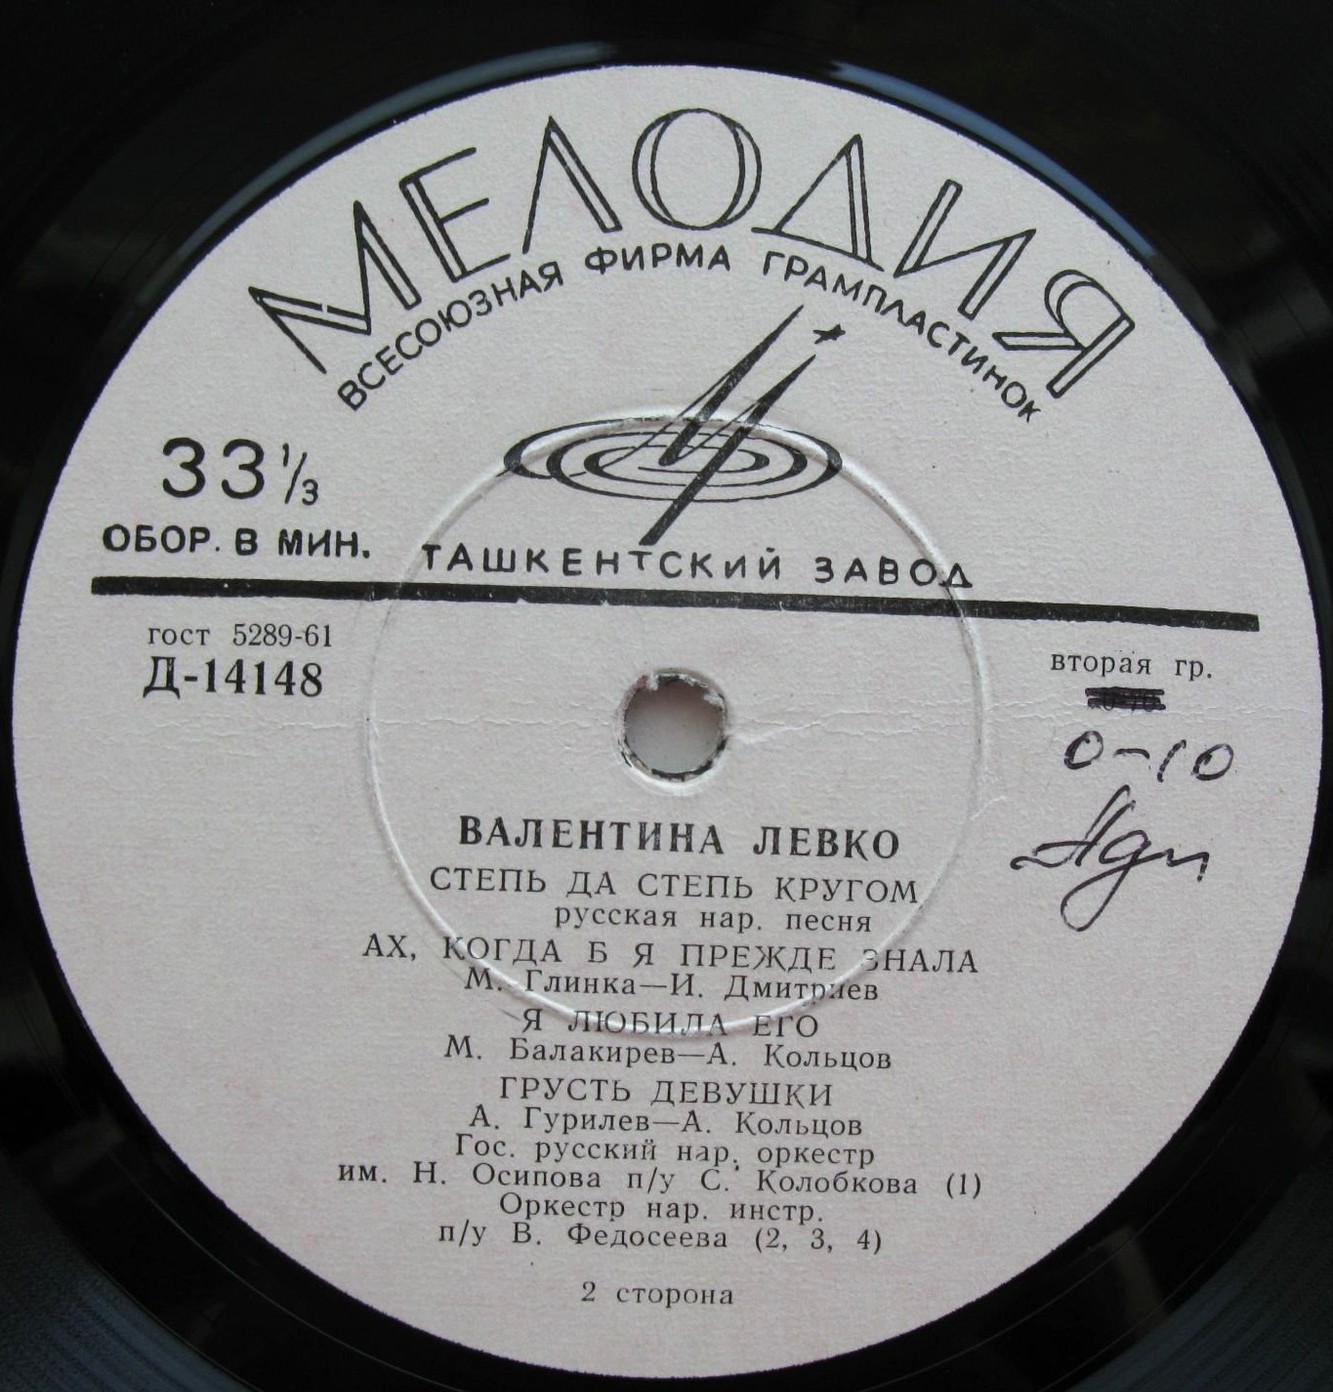 МЕЛОДИЯ
ВСЕСОЮЗНАЯ ФИРМА ГРАМПЛАСТИНОК
33 1/3
ОБОР. В МИН.
ТАШКЕНТСКИЙ ЗАВОД
гост 5289-61
Д-14148
вторая гр.
0-10
ВАЛЕНТИНА ЛЕВКО
СТЕПЬ ДА СТЕПЬ КРУГОМ
русская нар. песня
АХ, КОГДА Б Я ПРЕЖДЕ ЗНАЛА
М. Глинка—И. Дмитриев
Я ЛЮБИЛА ЕГО
М. Балакирев—А. Кольцов
ГРУСТЬ ДЕВУШКИ
А. Гурилев—А. Кольцов
Гос. русский нар. оркестр
им. Н. Осипова п/у С. Колобкова (1)
Оркестр нар. инстр.
п/у В. Федосеева (2, 3, 4)
2 сторона